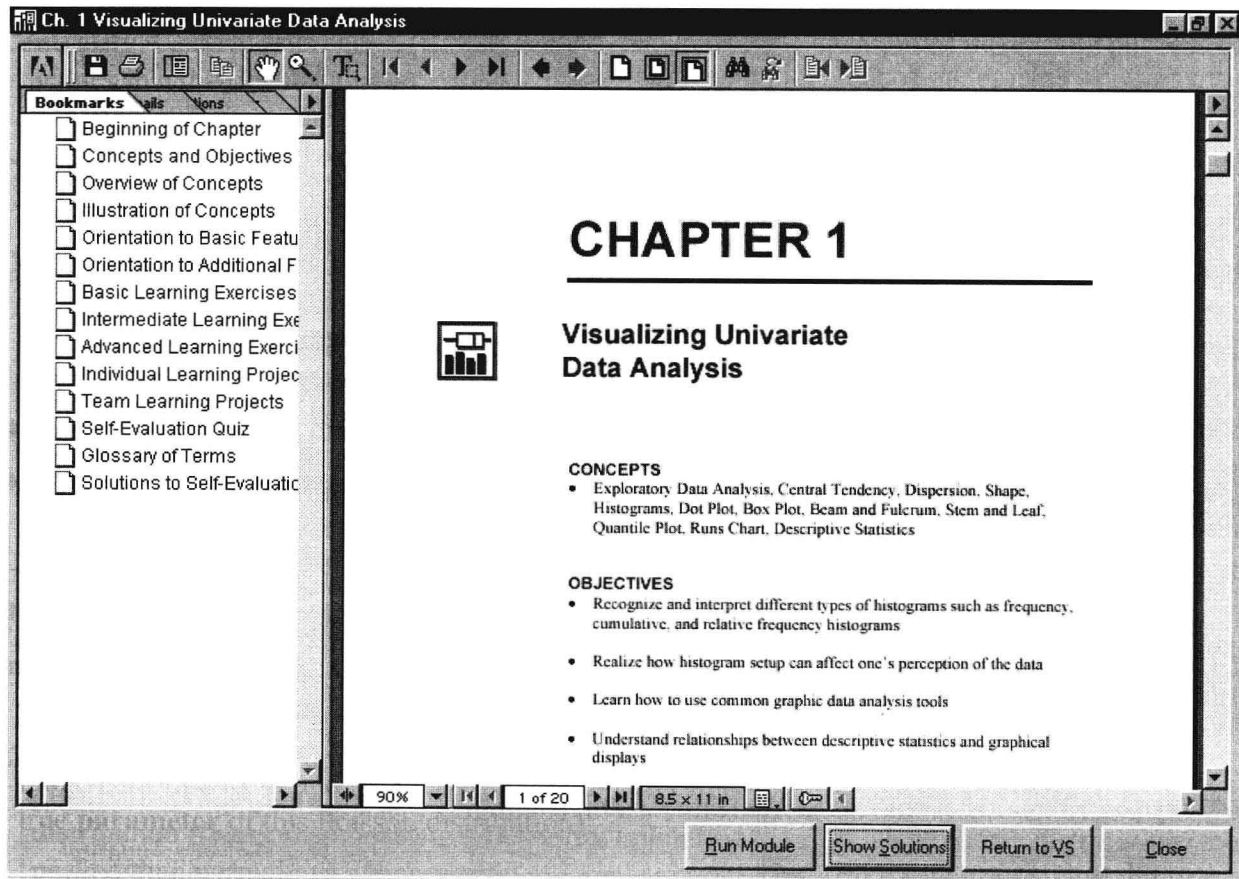 Ch. 1 Visualizing Univariate Data Analysis
Bookmarks
Beginning of Chapter
Concepts and Objectives
Overview of Concepts
Illustration of Concepts
Orientation to Basic Featu
Orientation to Additional F
Basic Learning Exercises
Intermediate Learning Exe
Advanced Learning Exerci
Individual Learning Projec
Team Learning Projects
Self-Evaluation Quiz
Glossary of Terms
Solutions to Self-Evaluatic
CHAPTER 1
Visualizing Univariate
Data Analysis
CONCEPTS
• Exploratory Data Analysis, Central Tendency, Dispersion, Shape,
Histograms, Dot Plot, Box Plot, Beam and Fulcrum, Stem and Leaf,
Quantile Plot, Runs Chart, Descriptive Statistics
OBJECTIVES
• Recognize and interpret different types of histograms such as frequency,
cumulative, and relative frequency histograms
• Realize how histogram setup can affect one's perception of the data
• Learn how to use common graphic data analysis tools
• Understand relationships between descriptive statistics and graphical
displays
90% 1 of 20 8.5 x 11 in
parameter
Run Module Show Solutions Return to VS Close